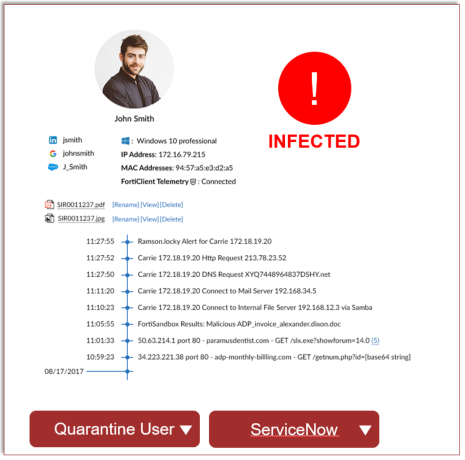 John Smith
!
INFECTED
jsmith
: Windows 10 professional
johnsmith
IP Address: 172.16.79.215
J_Smith
MAC Addresses: 94:57:a5:e3:d2:a5
FortiClient Telemetry : Connected
SIR0011237.pdf [Rename] [View] [Delete]
SIR0011237.jpg [Rename] [View] [Delete]
11:27:55 Ramson.locky Alert for Carrie 172.18.19.20
11:27:52 Carrie 172.18.19.20 Http Request 213.78.23.52
11:27:50 Carrie 172.18.19.20 DNS Request XYQ7448964837DSHY.net
11:11:20 Carrie 172.18.19.20 Connect to Mail Server 192.168.34.5
11:10:23 Carrie 172.18.19.20 Connect to Internal File Server 192.168.12.3 via Samba
11:05:55 FortiSandbox Results: Malicious ADP_invoice_alexander.dixon.doc
11:01:33 50.63.214.1 port 80 - paramusdentist.com - GET /slx.exe?showforum=14.0 (5)
10:59:23 34.223.221.38 port 80 - adp-monthly-billling.com - GET /getnum.php?id=[base64 string]
08/17/2017
Quarantine User
ServiceNow